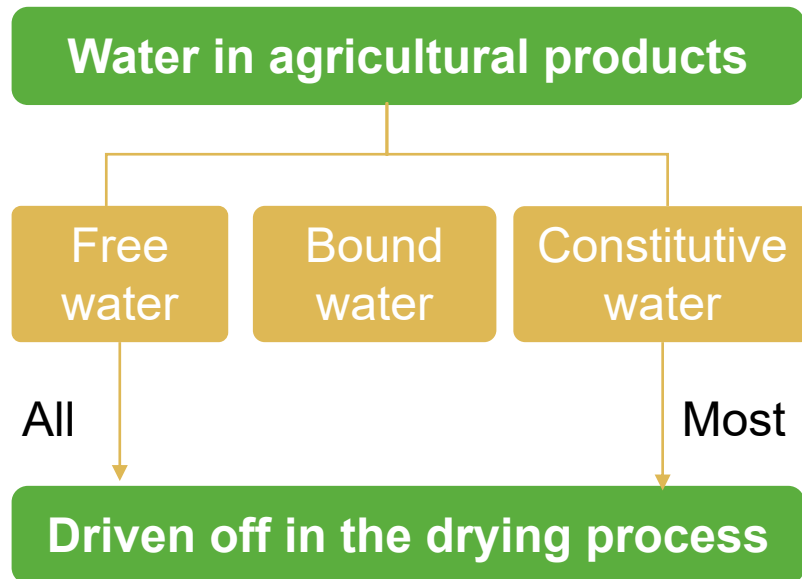 Water in agricultural products
Free
water
Bound
water
Constitutive
water
All
Most
Driven off in the drying process